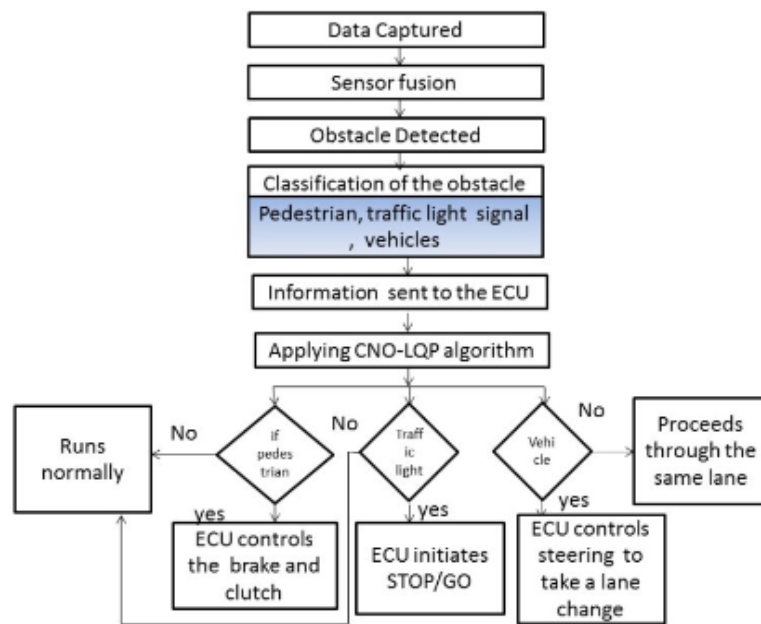 Data Captured
Sensor fusion
Obstacle Detected
Classification of the obstacle
Pedestrian, traffic light signal
, vehicles
Information sent to the ECU
Applying CNO-LQP algorithm
Runs
normally
No
If
pedes
trian
No
Traff
ic
light
Vehi
cle
No
Proceeds
through the
same lane
yes
ECU controls
the brake and
clutch
yes
ECU initiates
STOP/GO
yes
ECU controls
steering to
take a lane
change